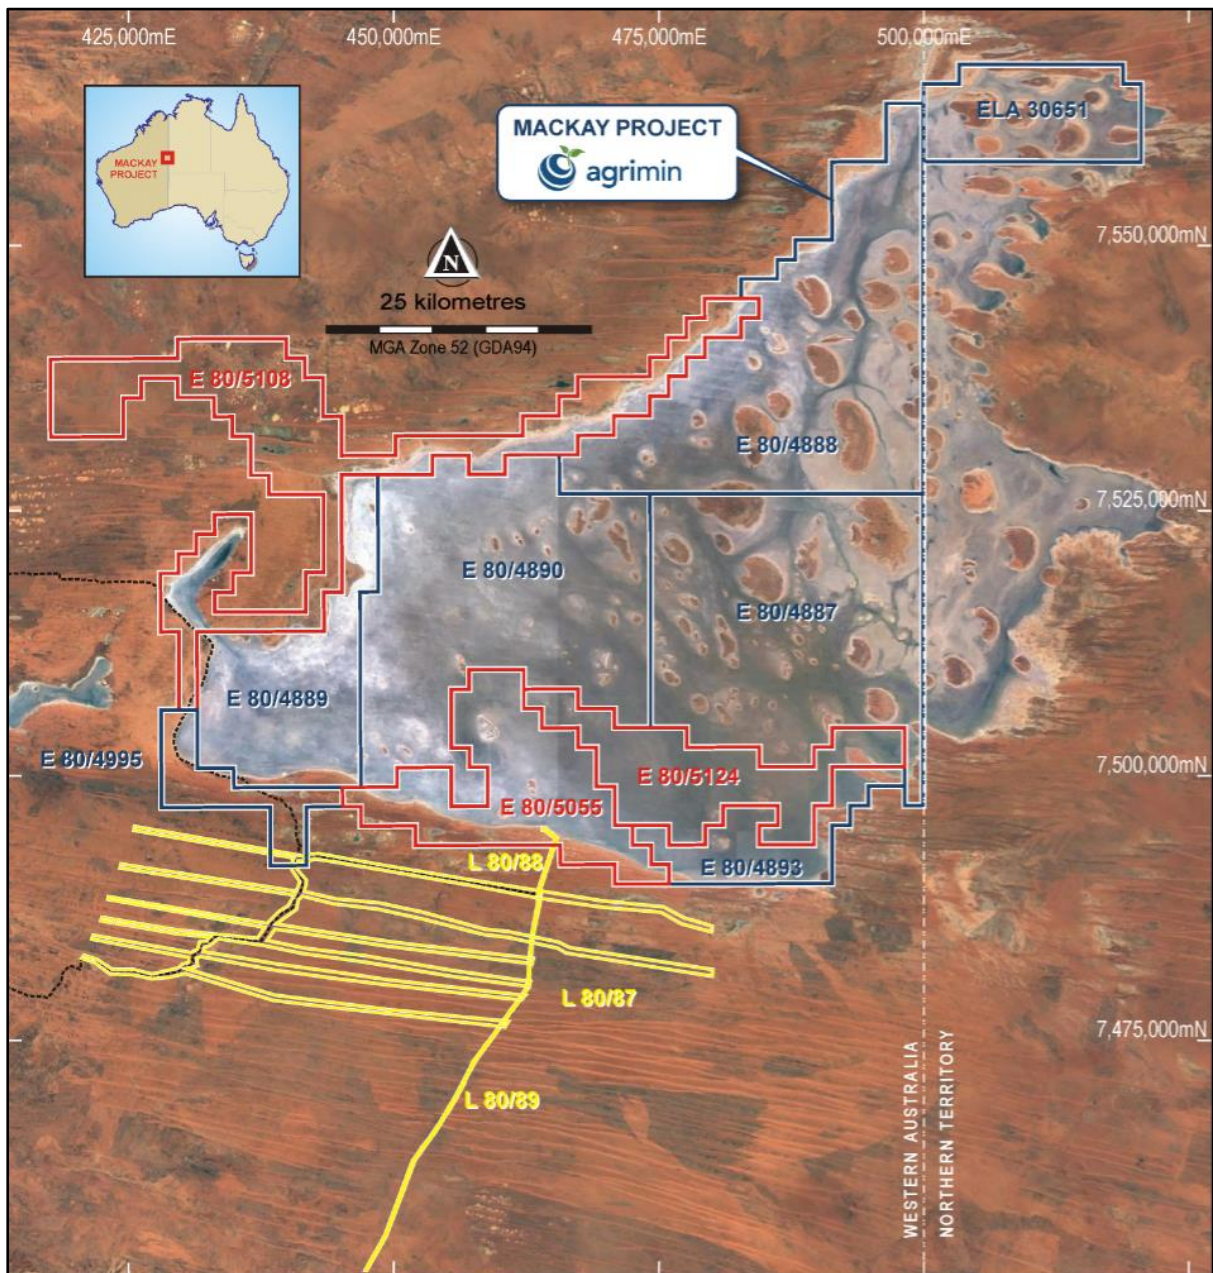 425,000mE
450,000mE
475,000mE
500,000mE
MACKAY
PROJECT
MACKAY PROJECT
agrimin
ELA 30651
N
25 kilometres
MGA Zone 52 (GDA94)
7,550,000mN
E 80/5108
E 80/4888
7,525,000mN
E 80/4890
E 80/4887
E 80/4889
E 80/4995
E 80/5124
7,500,000mN
E 80/5055
L 80/88
E 80/4893
L 80/87
7,475,000mN
L 80/89
WESTERN AUSTRALIA
NORTHERN TERRITORY